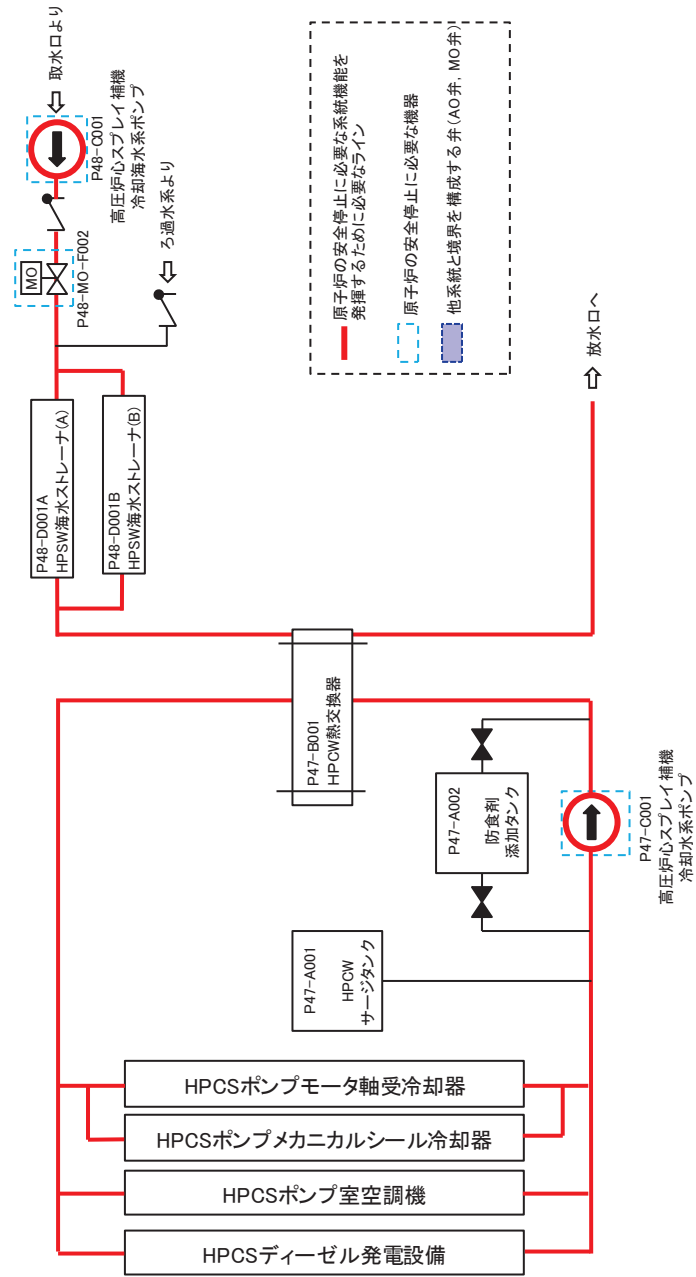 取水口より
P48-C001
高圧炉心スプレイ補機
冷却海水系ポンプ
MO
P48-MO-F002
ろ過水系より
P48-D001A
HPSW海水ストレーナ(A)
P48-D001B
HPSW海水ストレーナ(B)
原子炉の安全停止に必要な系統機能を
発揮するために必要なライン
原子炉の安全停止に必要な機器
他系統と境界を構成する弁(AO弁, MO弁)
放水口へ
P47-B001
HPCW熱交換器
P47-A002
防食剤
添加タンク
P47-C001
高圧炉心スプレイ補機
冷却水系ポンプ
P47-A001
HPCW
サージタンク
HPCSポンプモータ軸受冷却器
HPCSポンプメカニカルシール冷却器
HPCSポンプ室空調機
HPCSディーゼル発電設備